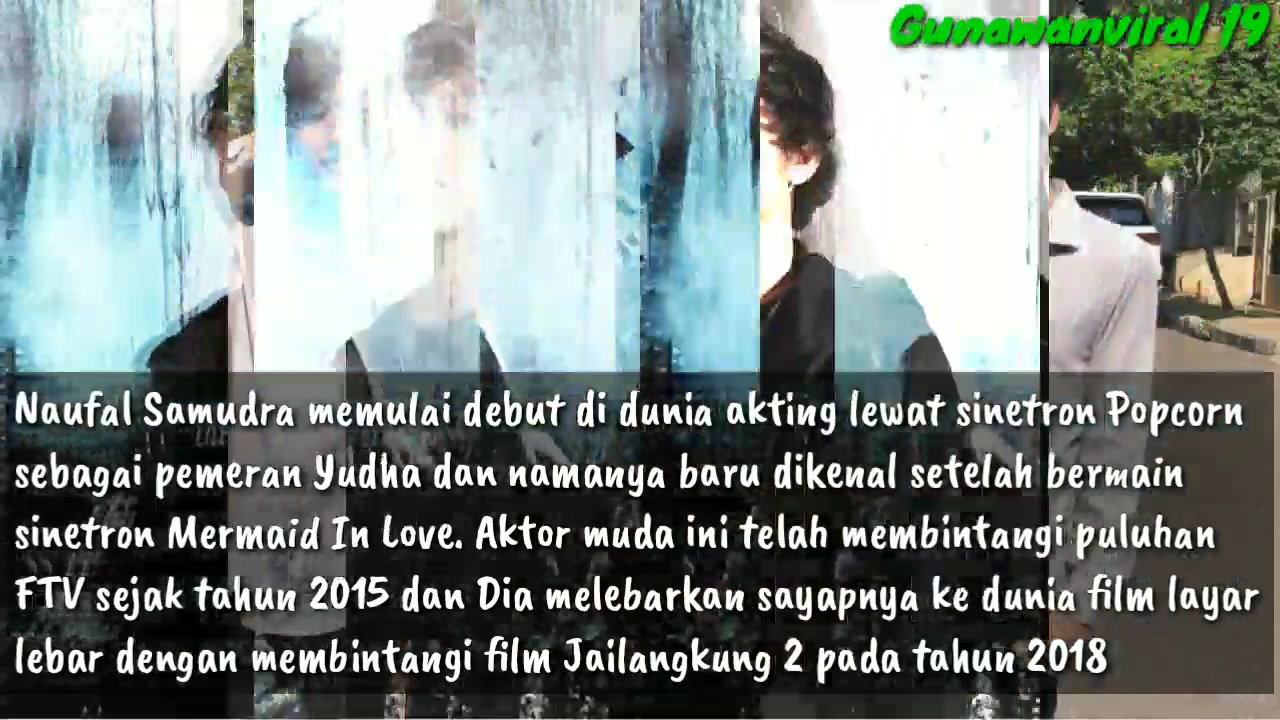 Gunawanviral 19
Naufal Samudra memulai debut di dunia akting lewat sinetron Popcorn
sebagai pemeran Yudha dan namanya baru dikenal setelah bermain
sinetron Mermaid In Love. Aktor muda ini telah membintangi puluhan
FTV sejak tahun 2015 dan Dia melebarkan sayapnya ke dunia film layar
lebar dengan membintangi film Jailangkung 2 pada tahun 2018